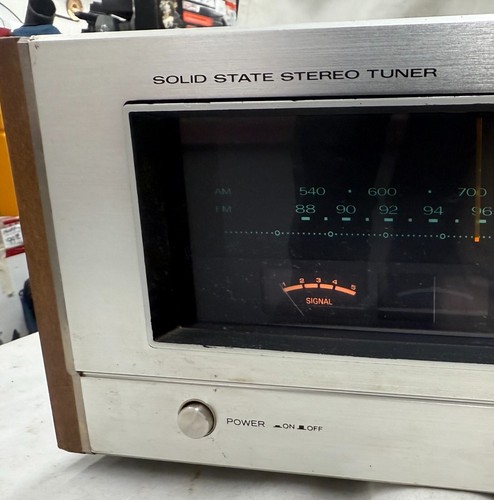 SOLID STATE STEREO TUNER
AM 540 600 700
FM 88 90 92 94 96
1 2 3 4 5
SIGNAL
POWER ON OFF